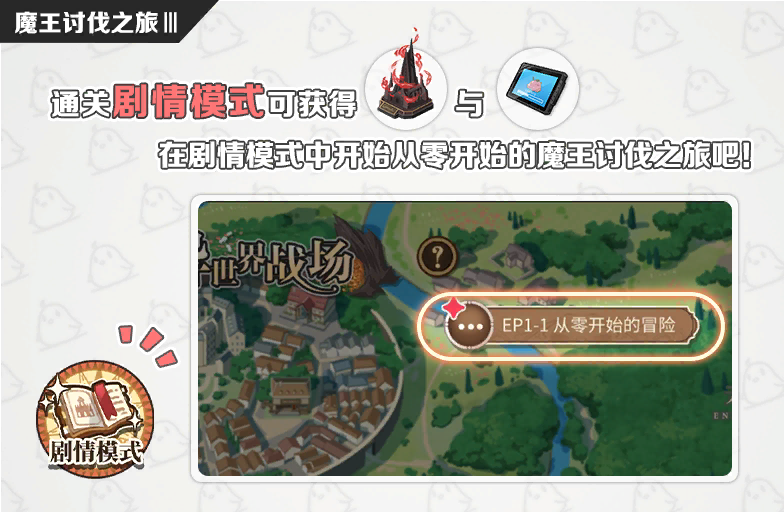 魔王讨伐之旅Ⅲ
通关剧情模式可获得 与
在剧情模式中开始从零开始的魔王讨伐之旅吧!
世界战场
?
EP1-1 从零开始的冒险
EN
剧情模式